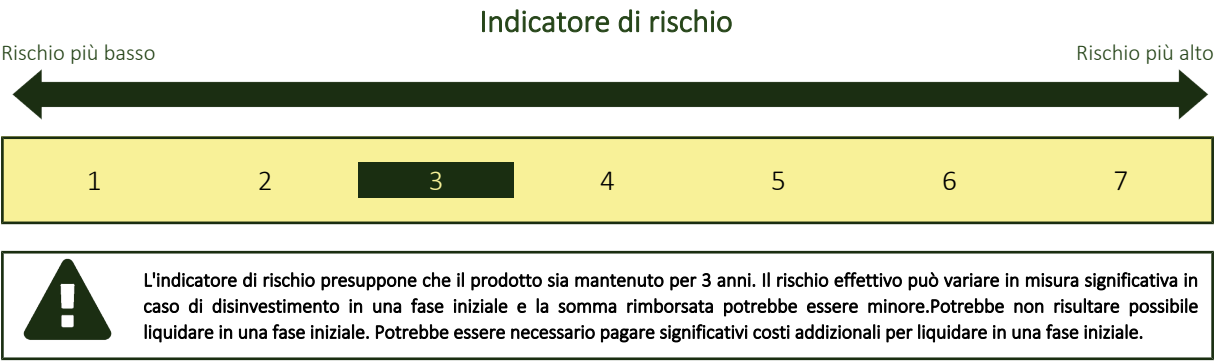 Indicatore di rischio
Rischio più basso Rischio più alto
1 2 3 4 5 6 7
L'indicatore di rischio presuppone che il prodotto sia mantenuto per 3 anni. Il rischio effettivo può variare in misura significativa in
caso di disinvestimento in una fase iniziale e la somma rimborsata potrebbe essere minore.Potrebbe non risultare possibile
liquidare in una fase iniziale. Potrebbe essere necessario pagare significativi costi addizionali per liquidare in una fase iniziale.